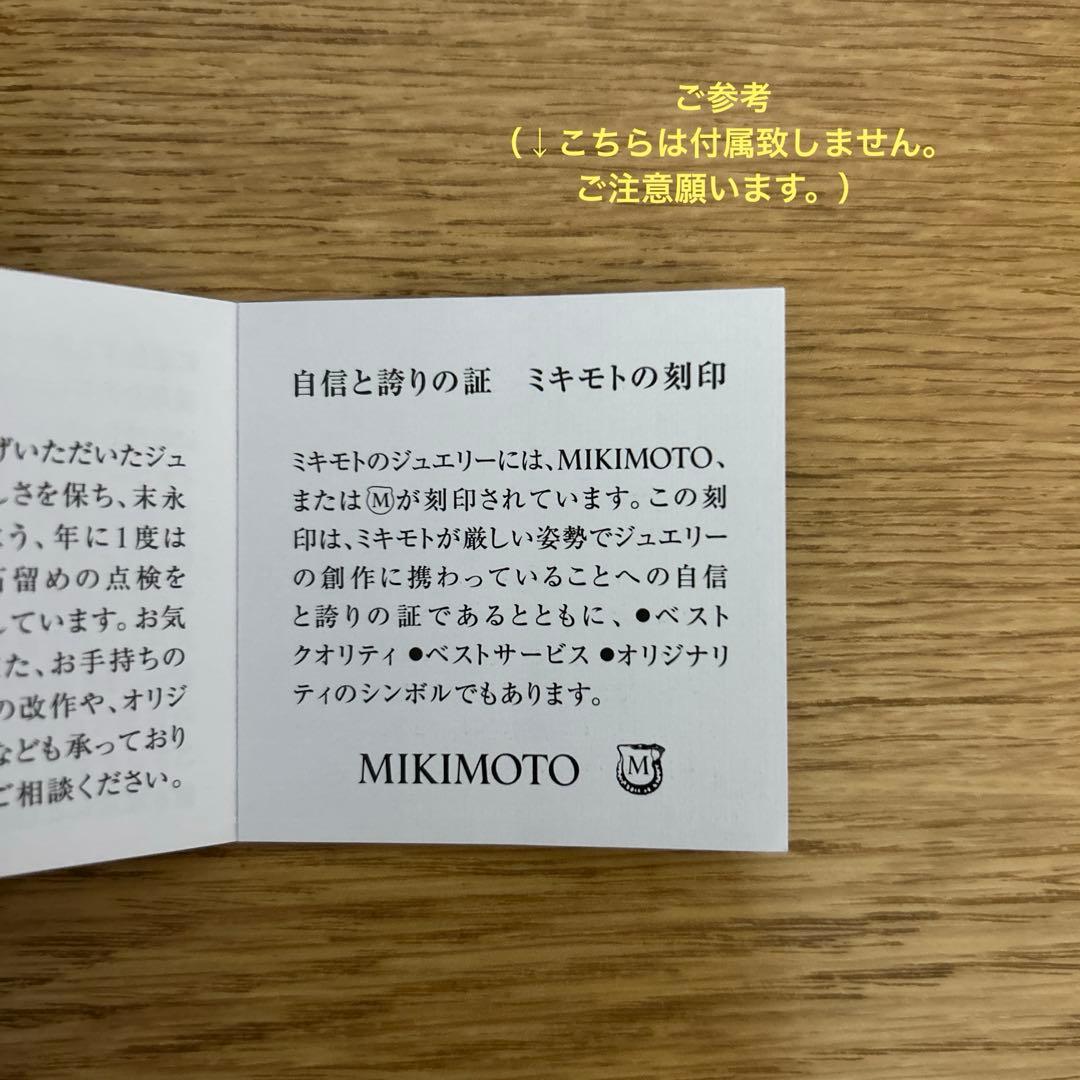 ご参考
（↓こちらは付属致しません。
ご注意願います。）
いただいたジュ
しさを保ち、末永
う、年に1度は
留めの点検を
しています。お気
た、お手持ちの
の改作や、オリジ
なども承っており
ご相談ください。
自信と誇りの証　ミキモトの刻印
ミキモトのジュエリーには、MIKIMOTO、
またはMが刻印されています。この刻
印は、ミキモトが厳しい姿勢でジュエリー
の創作に携わっていることへの自信
と誇りの証であるとともに、●ベスト
クオリティ●ベストサービス●オリジナリ
ティのシンボルでもあります。
MIKIMOTO M